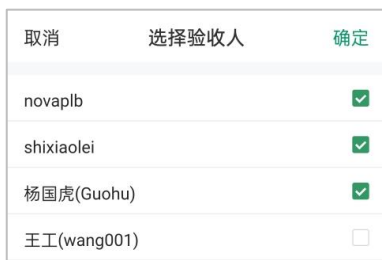 取消 选择验收人 确定
novaplb
shixiaolei
杨国虎(Guohu)
王工(wang001)